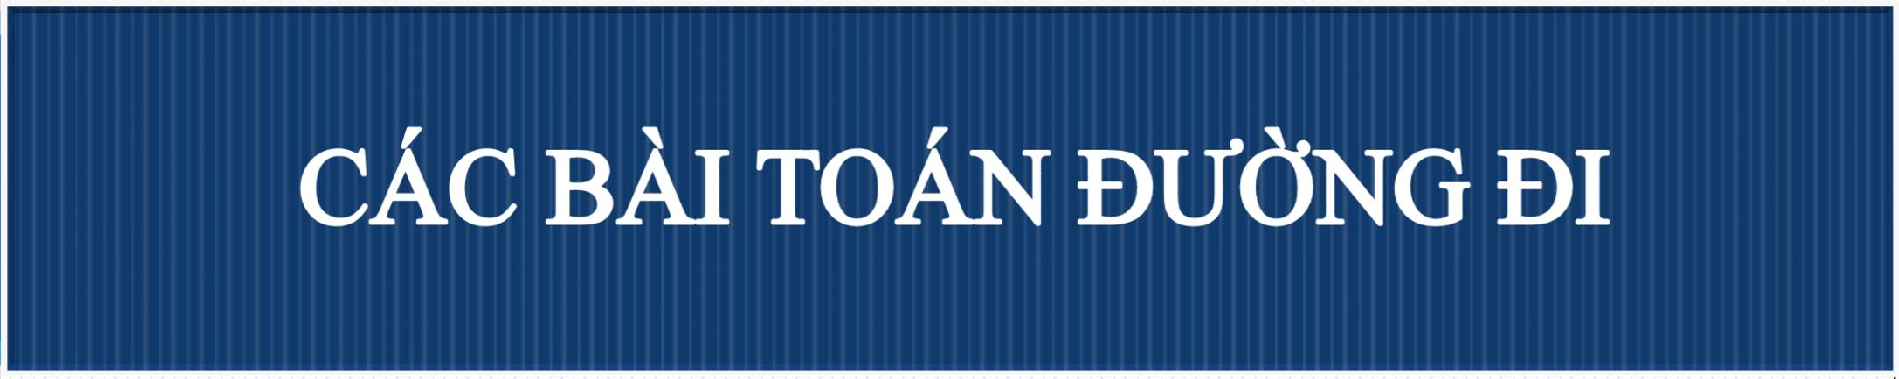 CÁC BÀI TOÁN ĐƯỜNG ĐI